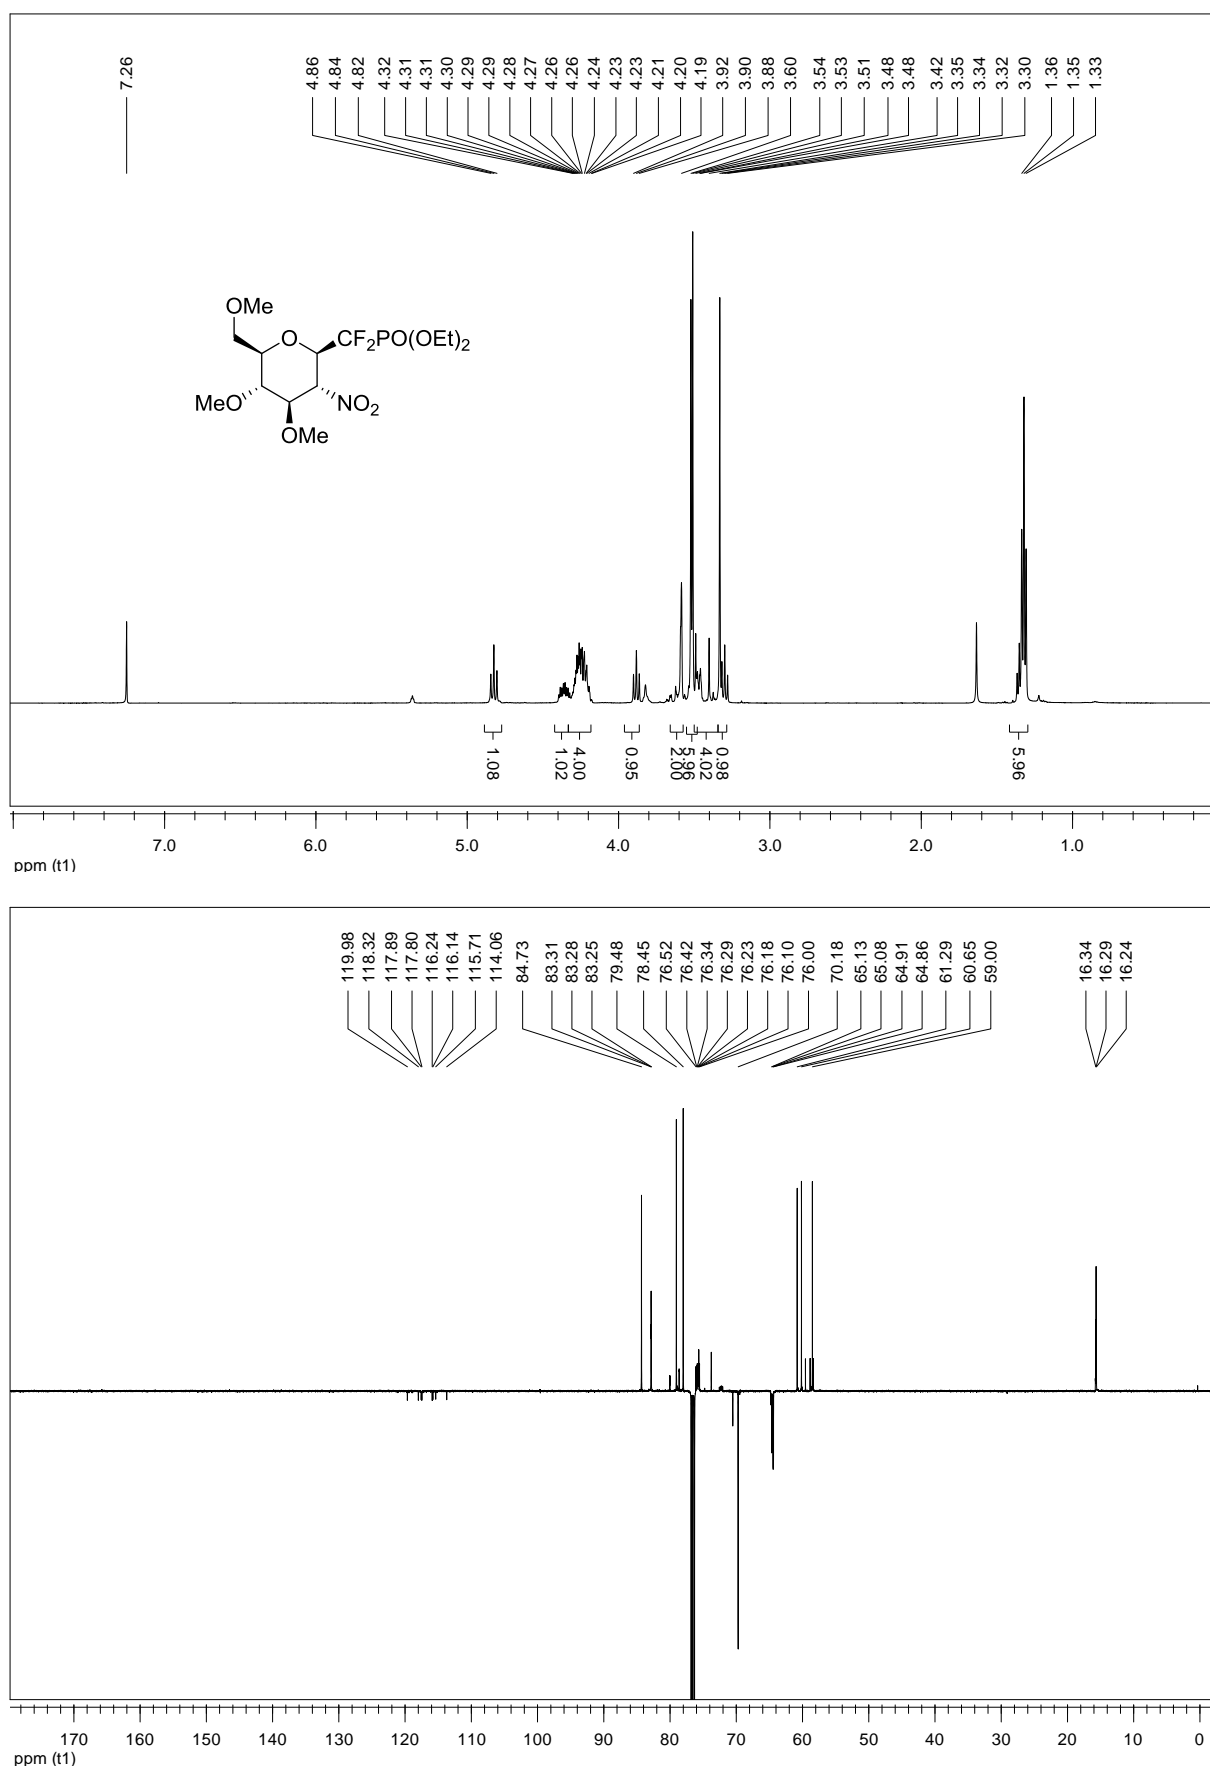 7.26 4.86 4.84 4.82 4.32 4.31 4.31 4.30 4.29 4.29 4.28 4.27 4.26 4.26 4.24 4.23 4.23 4.21 4.20 4.19 3.92 3.90 3.88 3.60 3.54 3.53 3.51 3.48 3.48 3.42 3.35 3.34 3.32 3.30 1.36 1.35 1.33
OMe
O CF2PO(OEt)2
MeO NO2
OMe
1.08 1.02 4.00 0.95 2.00 5.96 4.02 0.98 5.96
7.0 6.0 5.0 4.0 3.0 2.0 1.0
ppm (t1)
119.98 118.32 117.89 117.80 116.24 116.14 115.71 114.06 84.73 83.31 83.28 83.25 79.48 78.45 76.52 76.42 76.34 76.29 76.23 76.18 76.10 76.00 70.18 65.13 65.08 64.91 64.86 61.29 60.65 59.00 16.34 16.29 16.24
170 160 150 140 130 120 110 100 90 80 70 60 50 40 30 20 10 0
ppm (t1)